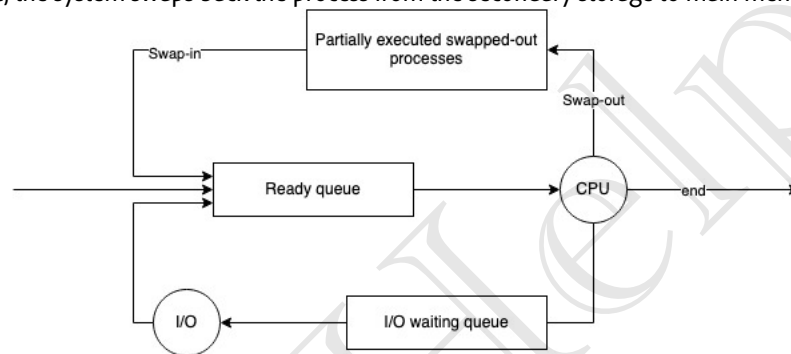 the system swaps back the process from the secondary storage to main
Partially executed swapped-out
processes
Swap-in
Swap-out
Ready queue
CPU
end
I/O
I/O waiting queue
Help